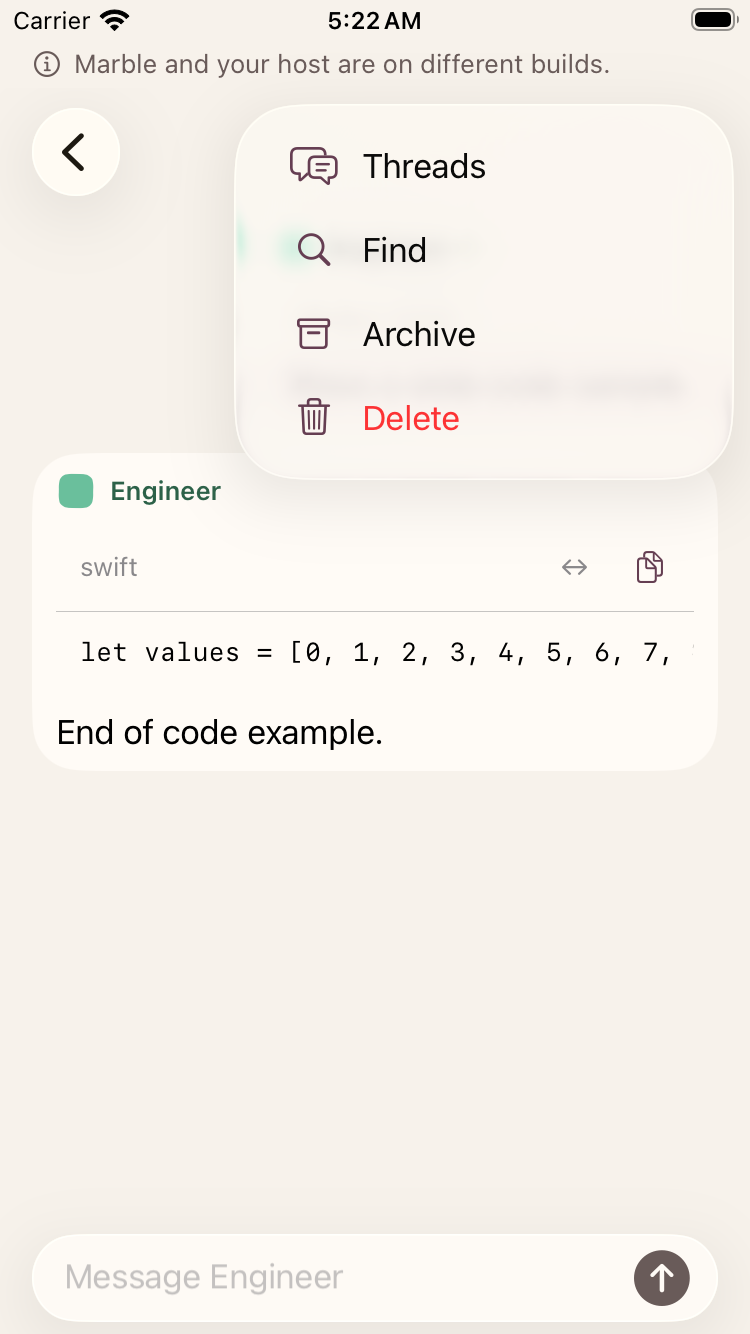 Carrier 5:22 AM
Marble and your host are on different builds.
Threads
Find
Archive
Delete
Engineer
swift
let values = [0, 1, 2, 3, 4, 5, 6, 7,
End of code example.
Message Engineer